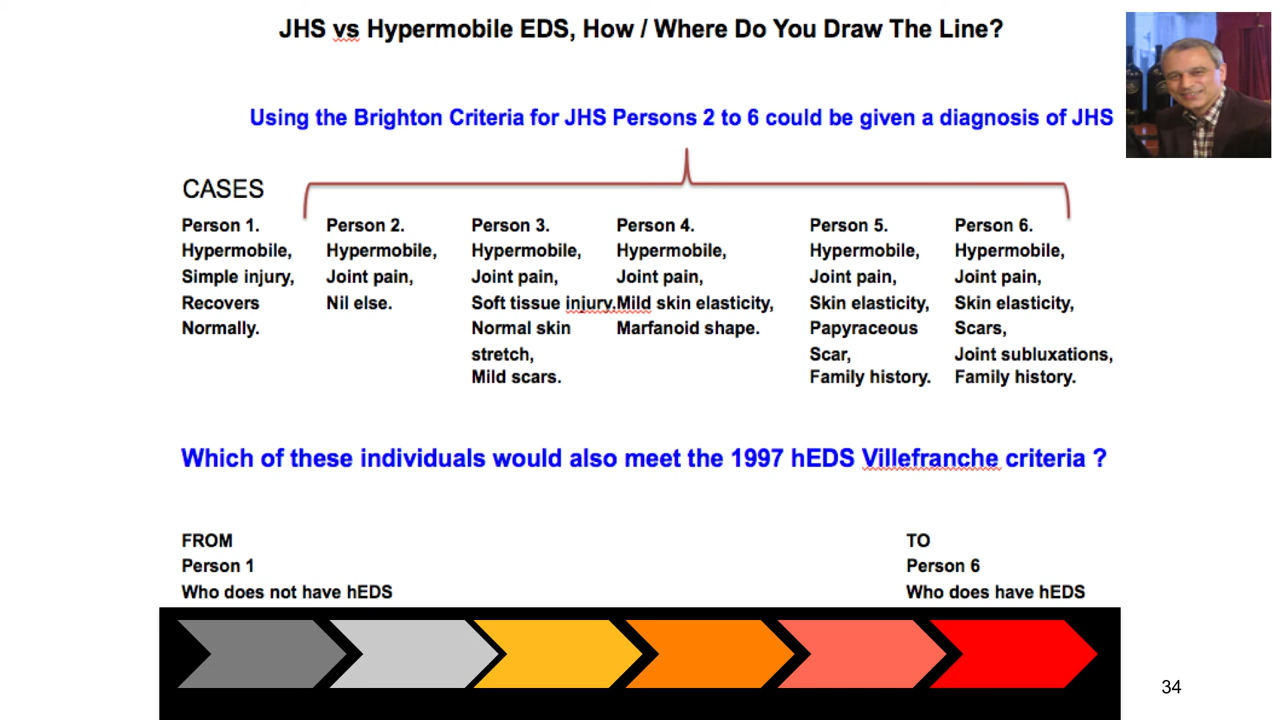 JHS vs Hypermobile EDS, How / Where Do You Draw The Line?
Using the Brighton Criteria for JHS Persons 2 to 6 could be given a diagnosis of JHS
CASES
Person 1.
Hypermobile,
Simple injury,
Recovers
Normally.
Person 2.
Hypermobile,
Joint pain,
Nil else.
Person 3.
Hypermobile,
Joint pain,
Soft tissue injury.
Normal skin
stretch,
Mild scars.
Person 4.
Hypermobile,
Joint pain,
Mild skin elasticity,
Marfanoid shape.
Person 5.
Hypermobile,
Joint pain,
Skin elasticity,
Papyraceous
Scar,
Family history.
Person 6.
Hypermobile,
Joint pain,
Skin elasticity,
Scars,
Joint subluxations,
Family history.
Which of these individuals would also meet the 1997 hEDS Villefranche criteria ?
FROM
Person 1
Who does not have hEDS
TO
Person 6
Who does have hEDS
34